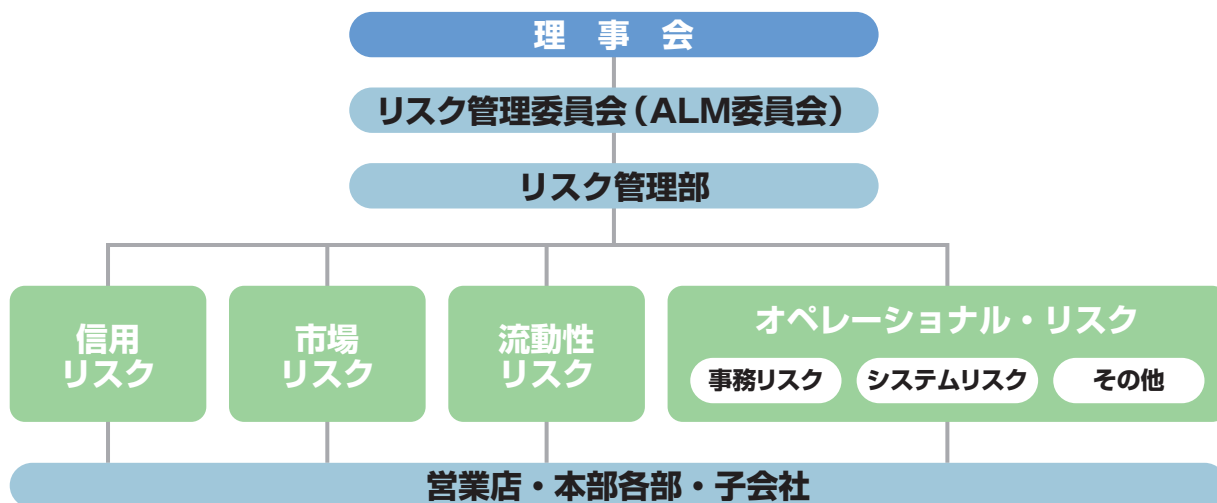 理事会
リスク管理委員会（ALM委員会）
リスク管理部
信用
リスク
市場
リスク
流動性
リスク
オペレーショナル・リスク
事務リスク
システムリスク
その他
営業店・本部各部・子会社